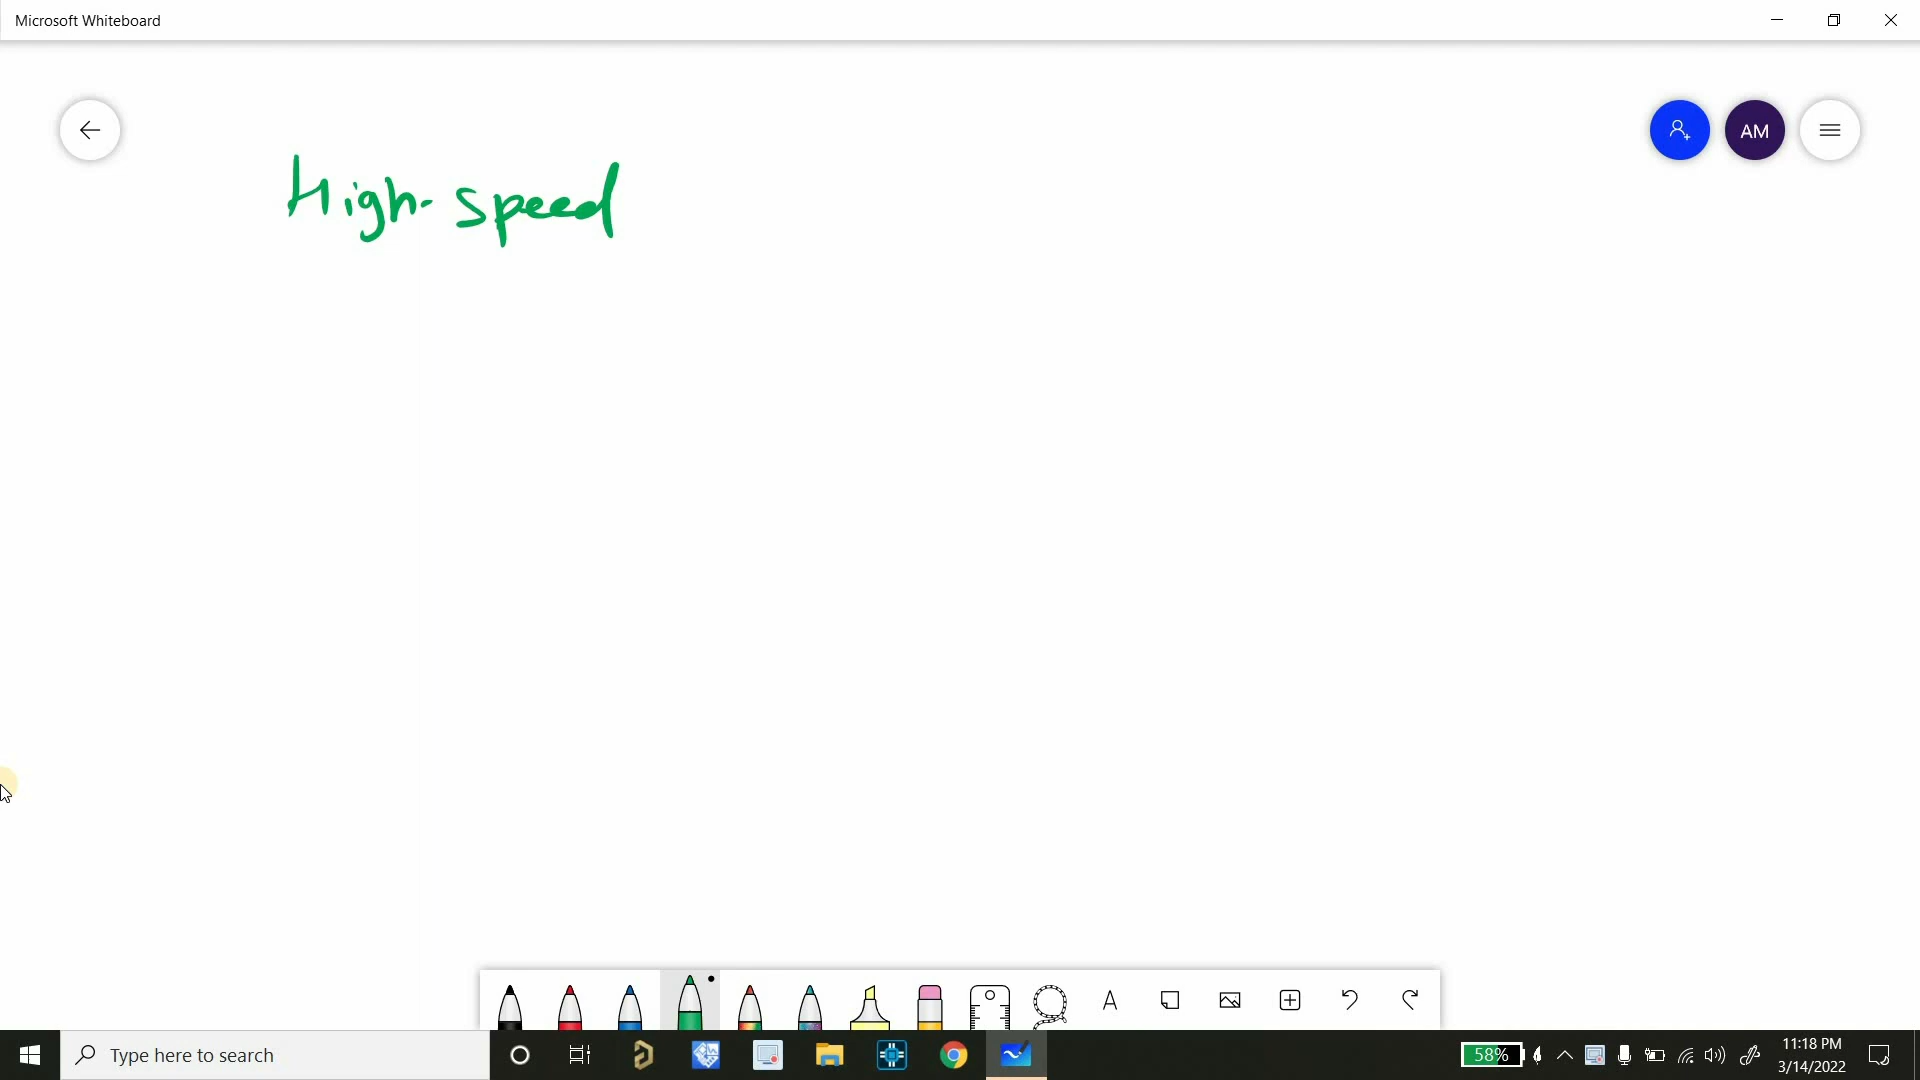 Microsoft Whiteboard
AM
High-speed
Type here to search
58%
11:18 PM
3/14/2022